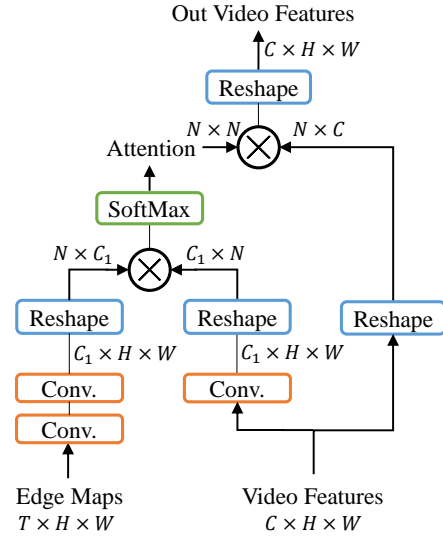 Out Video Features
C × H × W
Reshape
N × N
N × C
Attention
SoftMax
N × C₁
C₁ × N
Reshape
Reshape
Reshape
C₁ × H × W
C₁ × H × W
Conv.
Conv.
Conv.
Edge Maps
Video Features
T × H × W
C × H × W